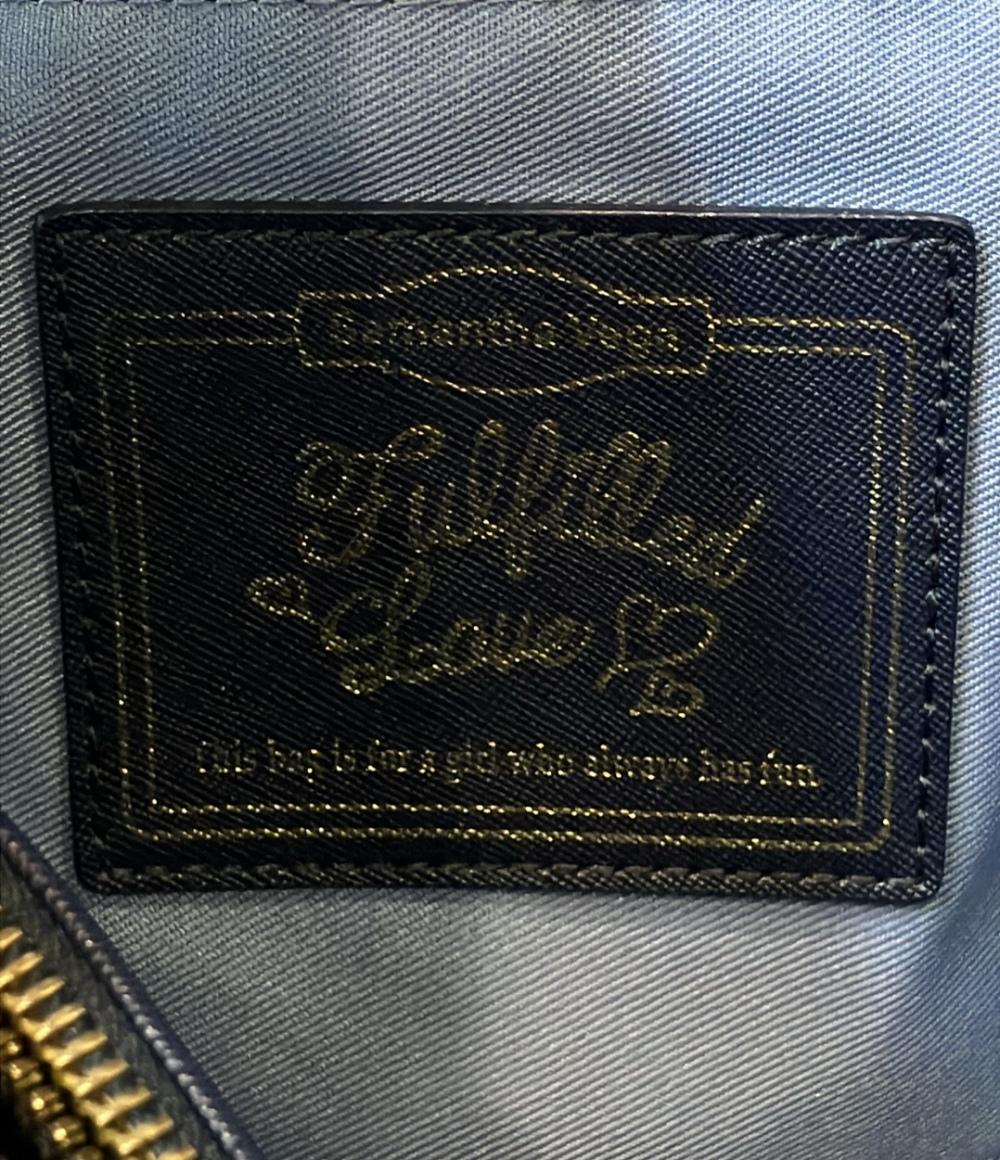 Samantha Vega
Fulfilled
Love
This bag is for a girl who always has fun.